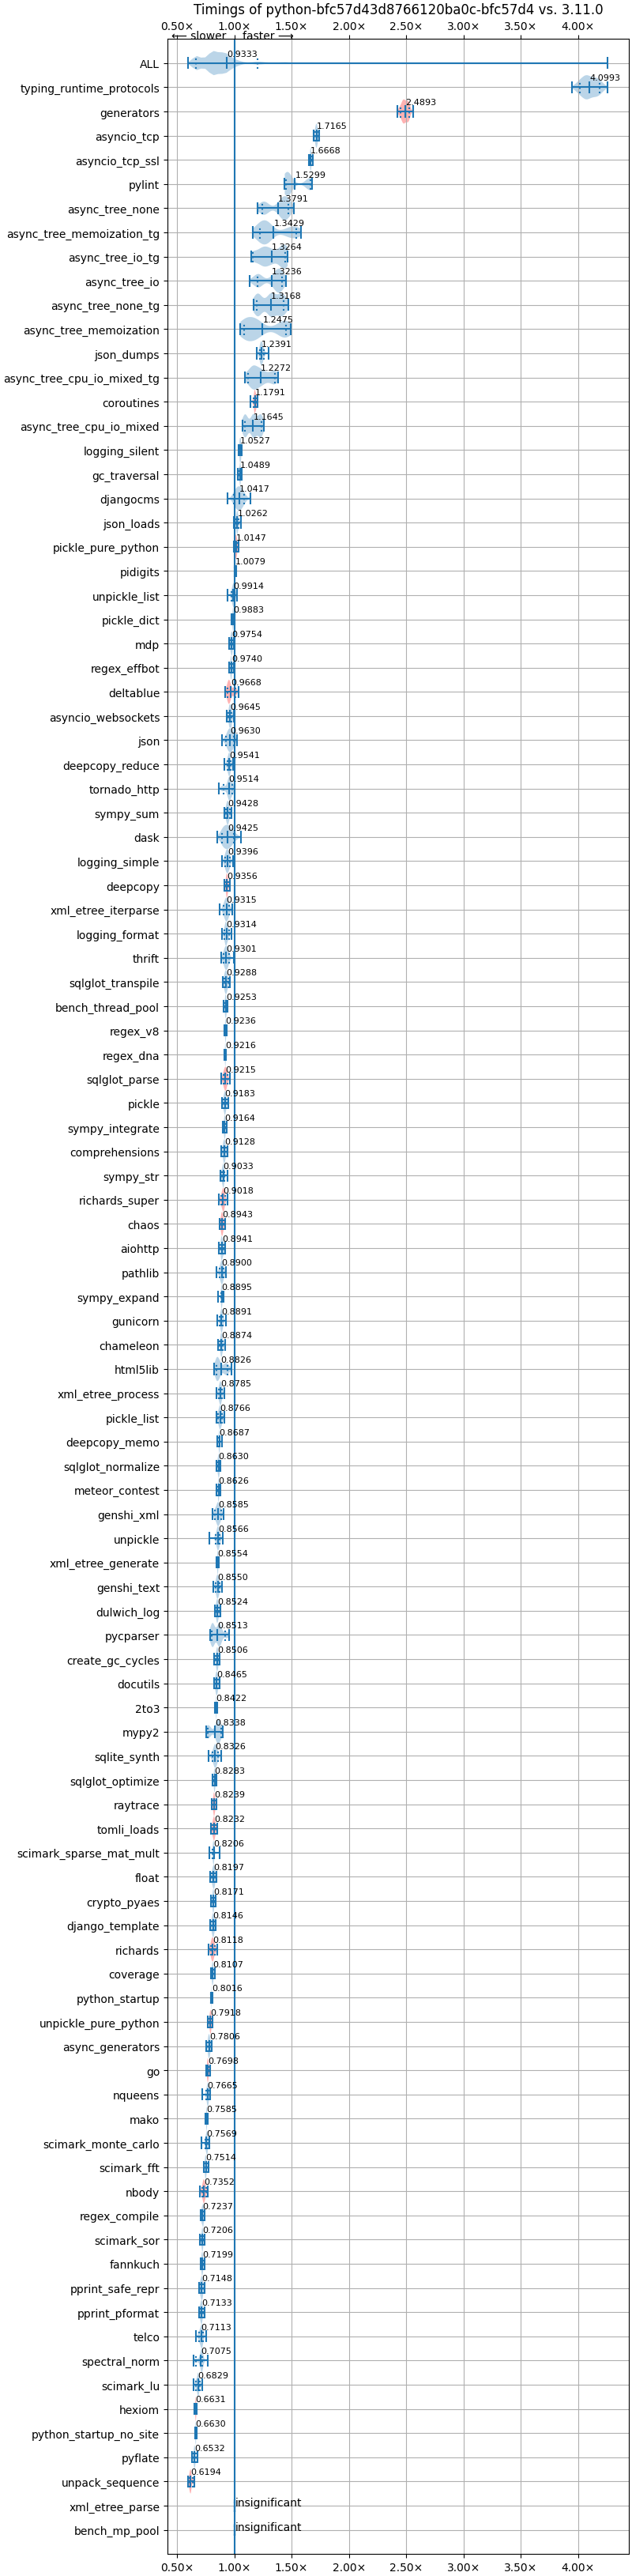 Timings of python-bfc57d43d8766120ba0c-bfc57d4 vs. 3.11.0
0.50× 1.00× 1.50× 2.00× 2.50× 3.00× 3.50× 4.00×
⟵ slower faster ⟶
ALL 0.9333
typing_runtime_protocols 4.0993
generators 2.4893
asyncio_tcp 1.7165
asyncio_tcp_ssl 1.6668
pylint 1.5299
async_tree_none 1.3791
async_tree_memoization_tg 1.3429
async_tree_io_tg 1.3264
async_tree_io 1.3236
async_tree_none_tg 1.3168
async_tree_memoization 1.2475
json_dumps 1.2391
async_tree_cpu_io_mixed_tg 1.2272
coroutines 1.1791
async_tree_cpu_io_mixed 1.1645
logging_silent 1.0527
gc_traversal 1.0489
djangocms 1.0417
json_loads 1.0262
pickle_pure_python 1.0147
pidigits 1.0079
unpickle_list 0.9914
pickle_dict 0.9883
mdp 0.9754
regex_effbot 0.9740
deltablue 0.9668
asyncio_websockets 0.9645
json 0.9630
deepcopy_reduce 0.9541
tornado_http 0.9514
sympy_sum 0.9428
dask 0.9425
logging_simple 0.9396
deepcopy 0.9356
xml_etree_iterparse 0.9315
logging_format 0.9314
thrift 0.9301
sqlglot_transpile 0.9288
bench_thread_pool 0.9253
regex_v8 0.9236
regex_dna 0.9216
sqlglot_parse 0.9215
pickle 0.9183
sympy_integrate 0.9164
comprehensions 0.9128
sympy_str 0.9033
richards_super 0.9018
chaos 0.8943
aiohttp 0.8941
pathlib 0.8900
sympy_expand 0.8895
gunicorn 0.8891
chameleon 0.8874
html5lib 0.8826
xml_etree_process 0.8785
pickle_list 0.8766
deepcopy_memo 0.8687
sqlglot_normalize 0.8630
meteor_contest 0.8626
genshi_xml 0.8585
unpickle 0.8566
xml_etree_generate 0.8554
genshi_text 0.8550
dulwich_log 0.8524
pycparser 0.8513
create_gc_cycles 0.8506
docutils 0.8465
2to3 0.8422
mypy2 0.8338
sqlite_synth 0.8326
sqlglot_optimize 0.8283
raytrace 0.8239
tomli_loads 0.8232
scimark_sparse_mat_mult 0.8206
float 0.8197
crypto_pyaes 0.8171
django_template 0.8146
richards 0.8118
coverage 0.8107
python_startup 0.8016
unpickle_pure_python 0.7918
async_generators 0.7806
go 0.7698
nqueens 0.7665
mako 0.7585
scimark_monte_carlo 0.7569
scimark_fft 0.7514
nbody 0.7352
regex_compile 0.7237
scimark_sor 0.7206
fannkuch 0.7199
pprint_safe_repr 0.7148
pprint_pformat 0.7133
telco 0.7113
spectral_norm 0.7075
scimark_lu 0.6829
hexiom 0.6631
python_startup_no_site 0.6630
pyflate 0.6532
unpack_sequence 0.6194
xml_etree_parse insignificant
bench_mp_pool insignificant
0.50× 1.00× 1.50× 2.00× 2.50× 3.00× 3.50× 4.00×